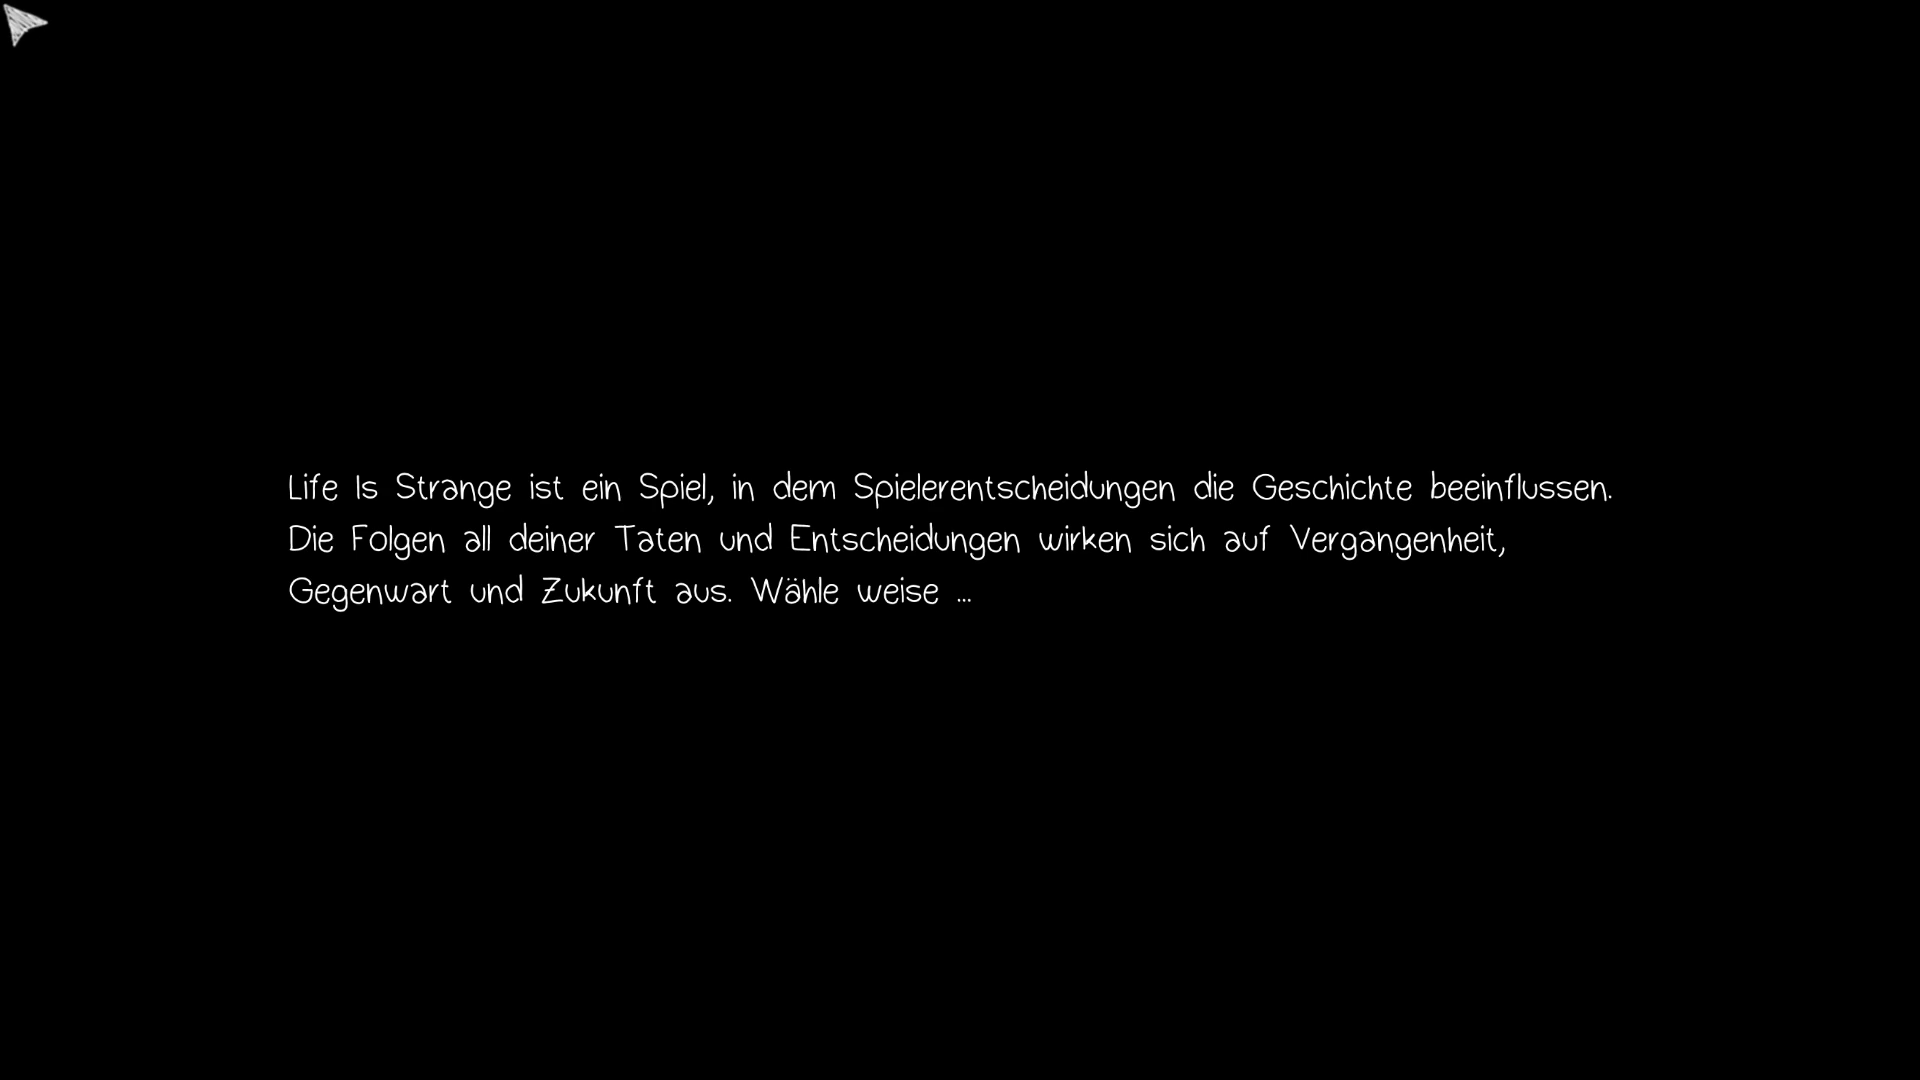 Life Is Strange ist ein Spiel, in dem Spielerentscheidungen die Geschichte beeinflussen.
Die Folgen all deiner Taten und Entscheidungen wirken sich auf Vergangenheit,
Gegenwart und Zukunft aus. Wähle weise ...